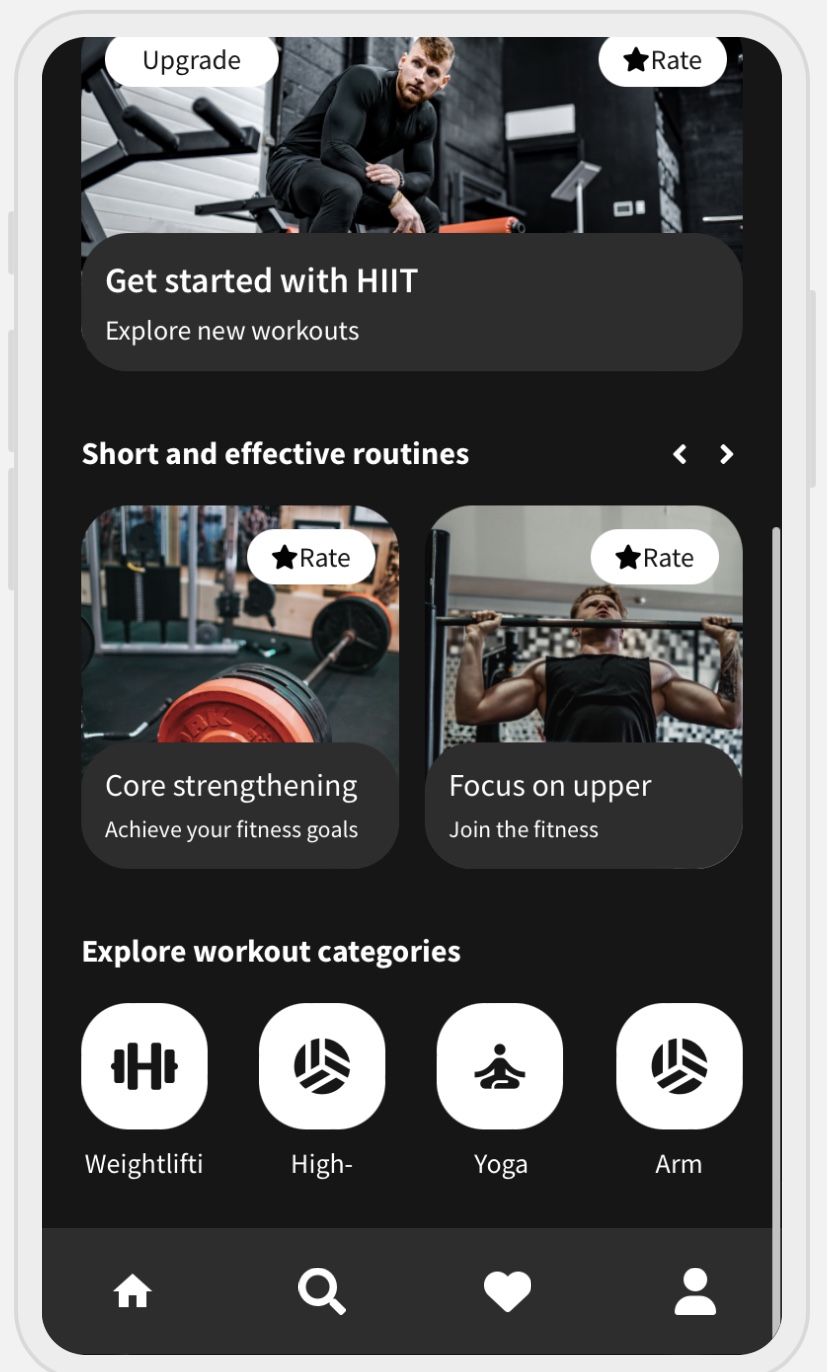 Upgrade
Rate
Get started with HIIT
Explore new workouts
Short and effective routines
Rate
Rate
Core strengthening
Achieve your fitness goals
Focus on upper
Join the fitness
Explore workout categories
Weightlifti
High-
Yoga
Arm